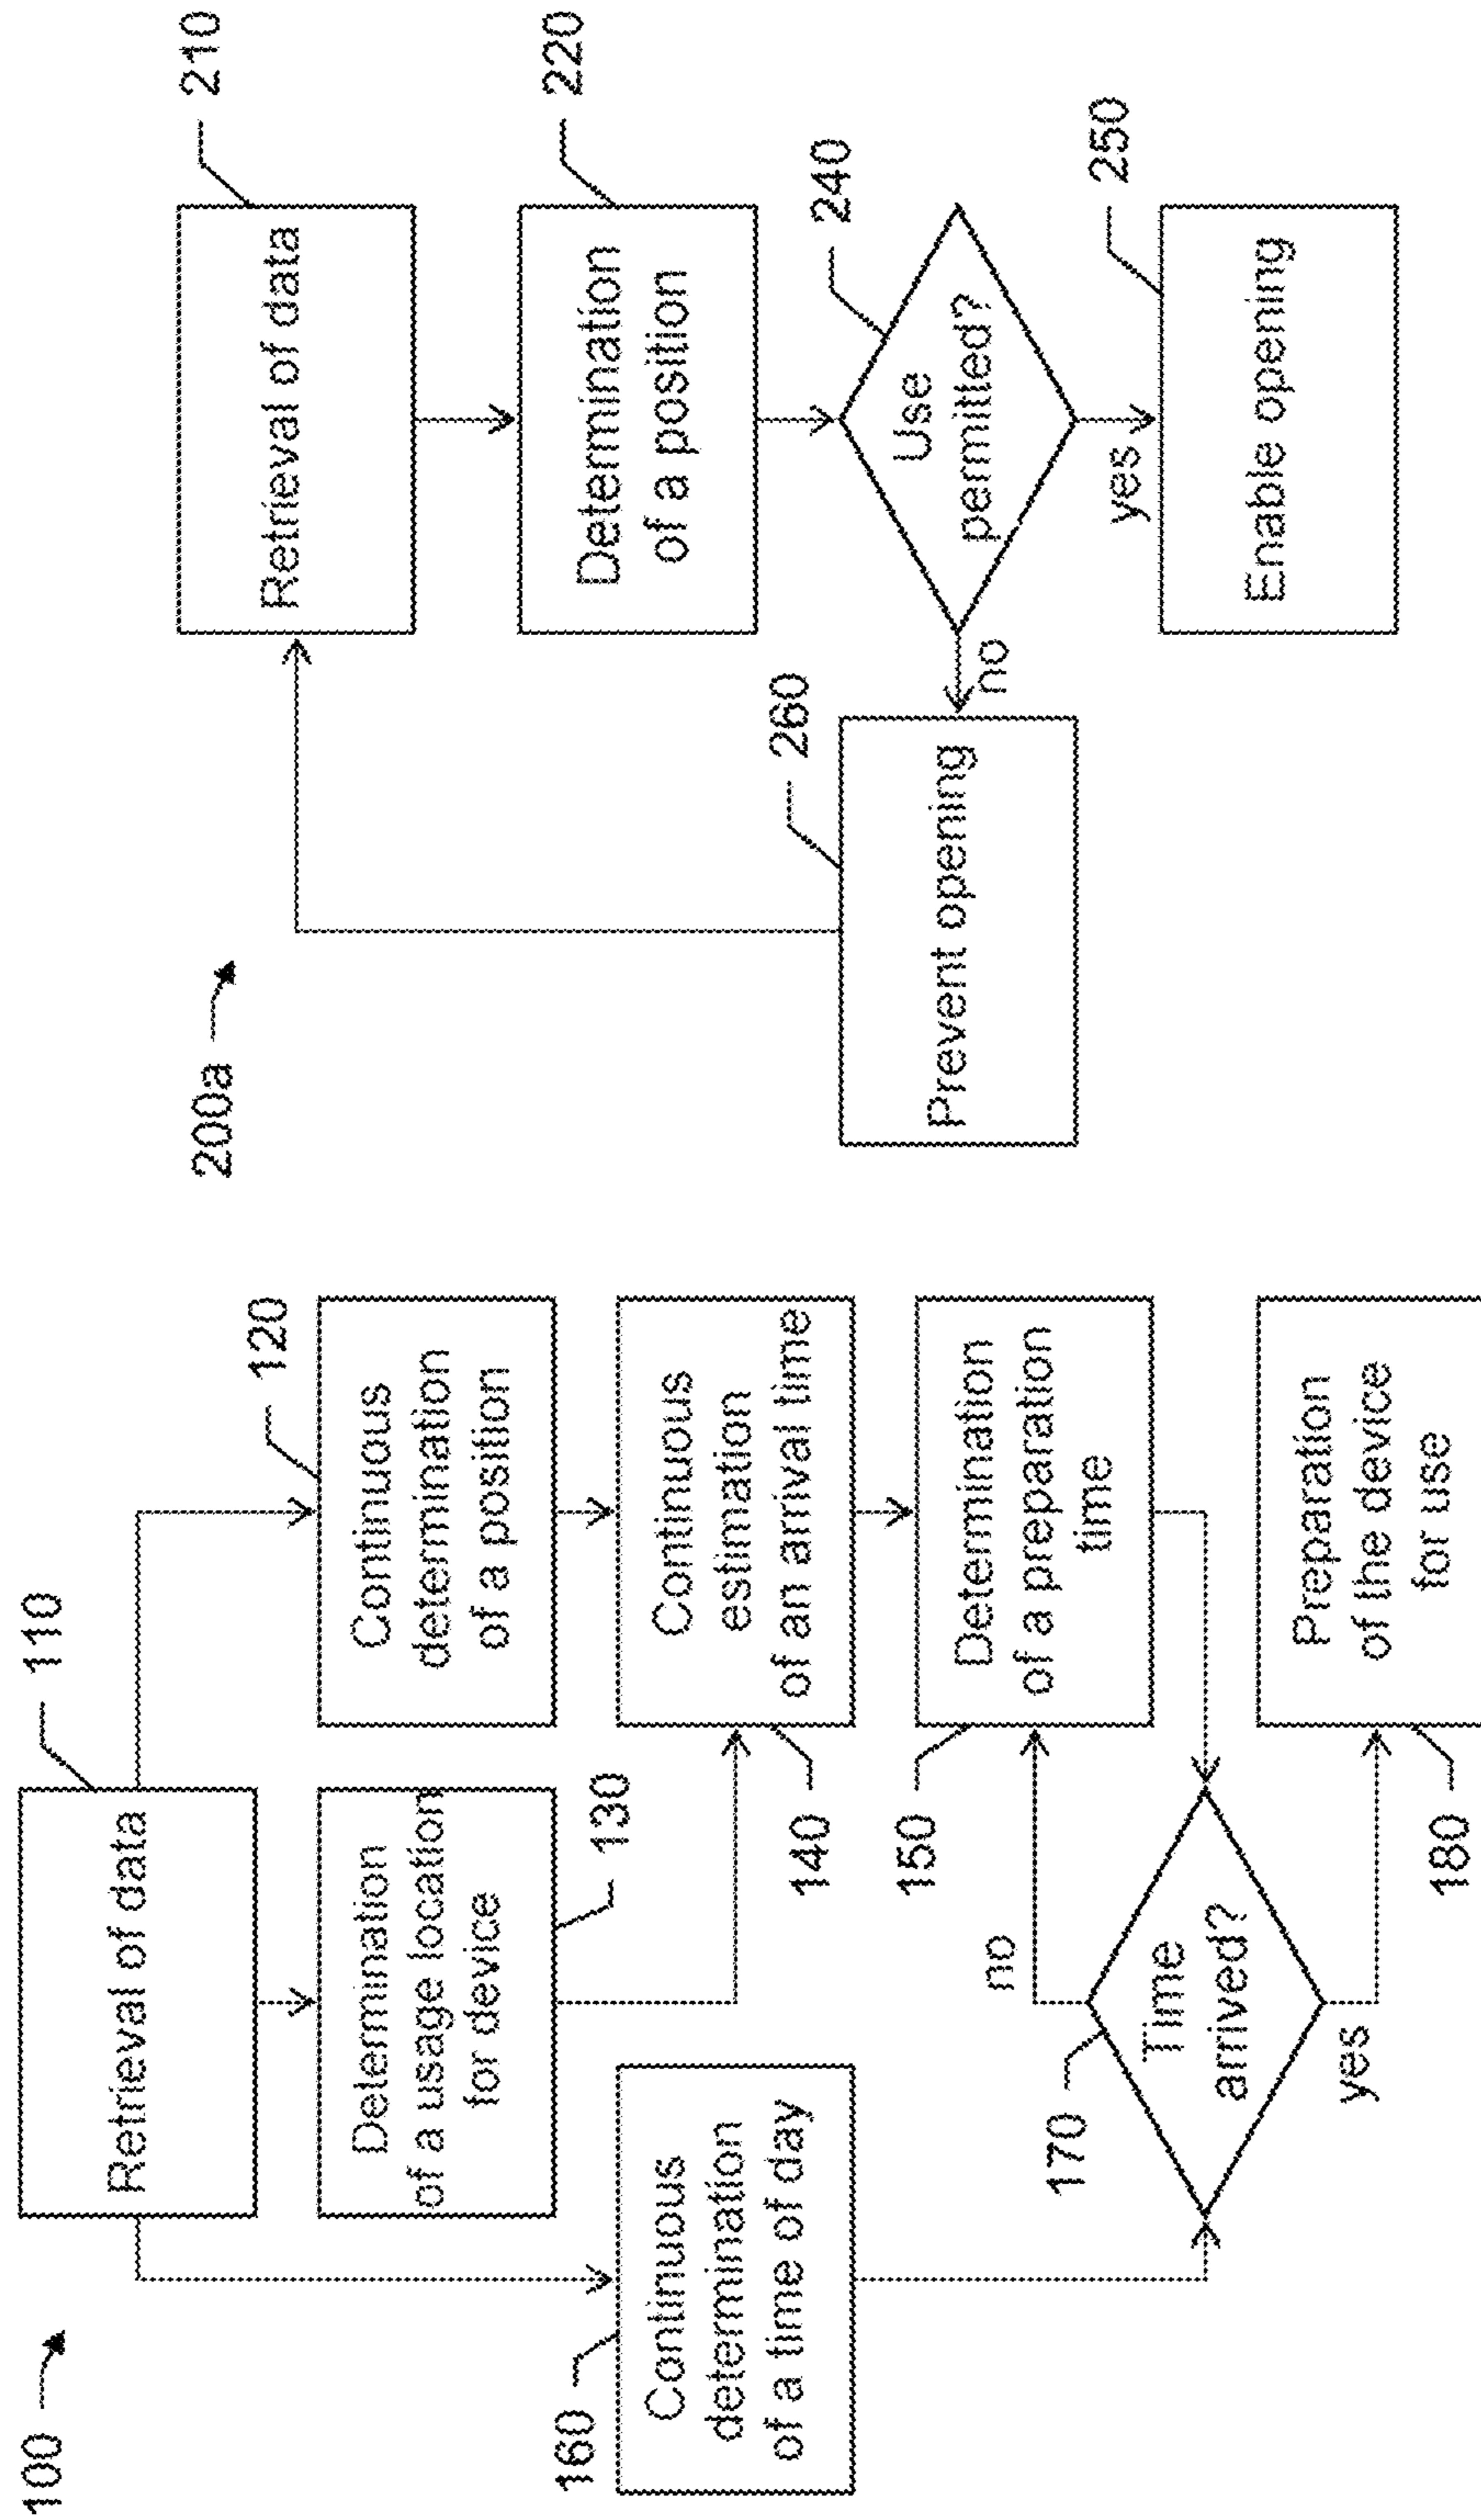 100
110
Retrieval of data
120
Continuous
determination
of a position
Determination
of a usage location
for device
130
160
Continuous
determination
of a time of day
Continuous
estimation
of an arrival time
140
Determination
of a preparation
time
150
170
Time
arrived?
no
yes
Preparation
of the device
for use
180
200a
210
Retrieval of data
220
Determination
of a position
240
Use
permitted?
no
yes
260
Prevent opening
250
Enable opening